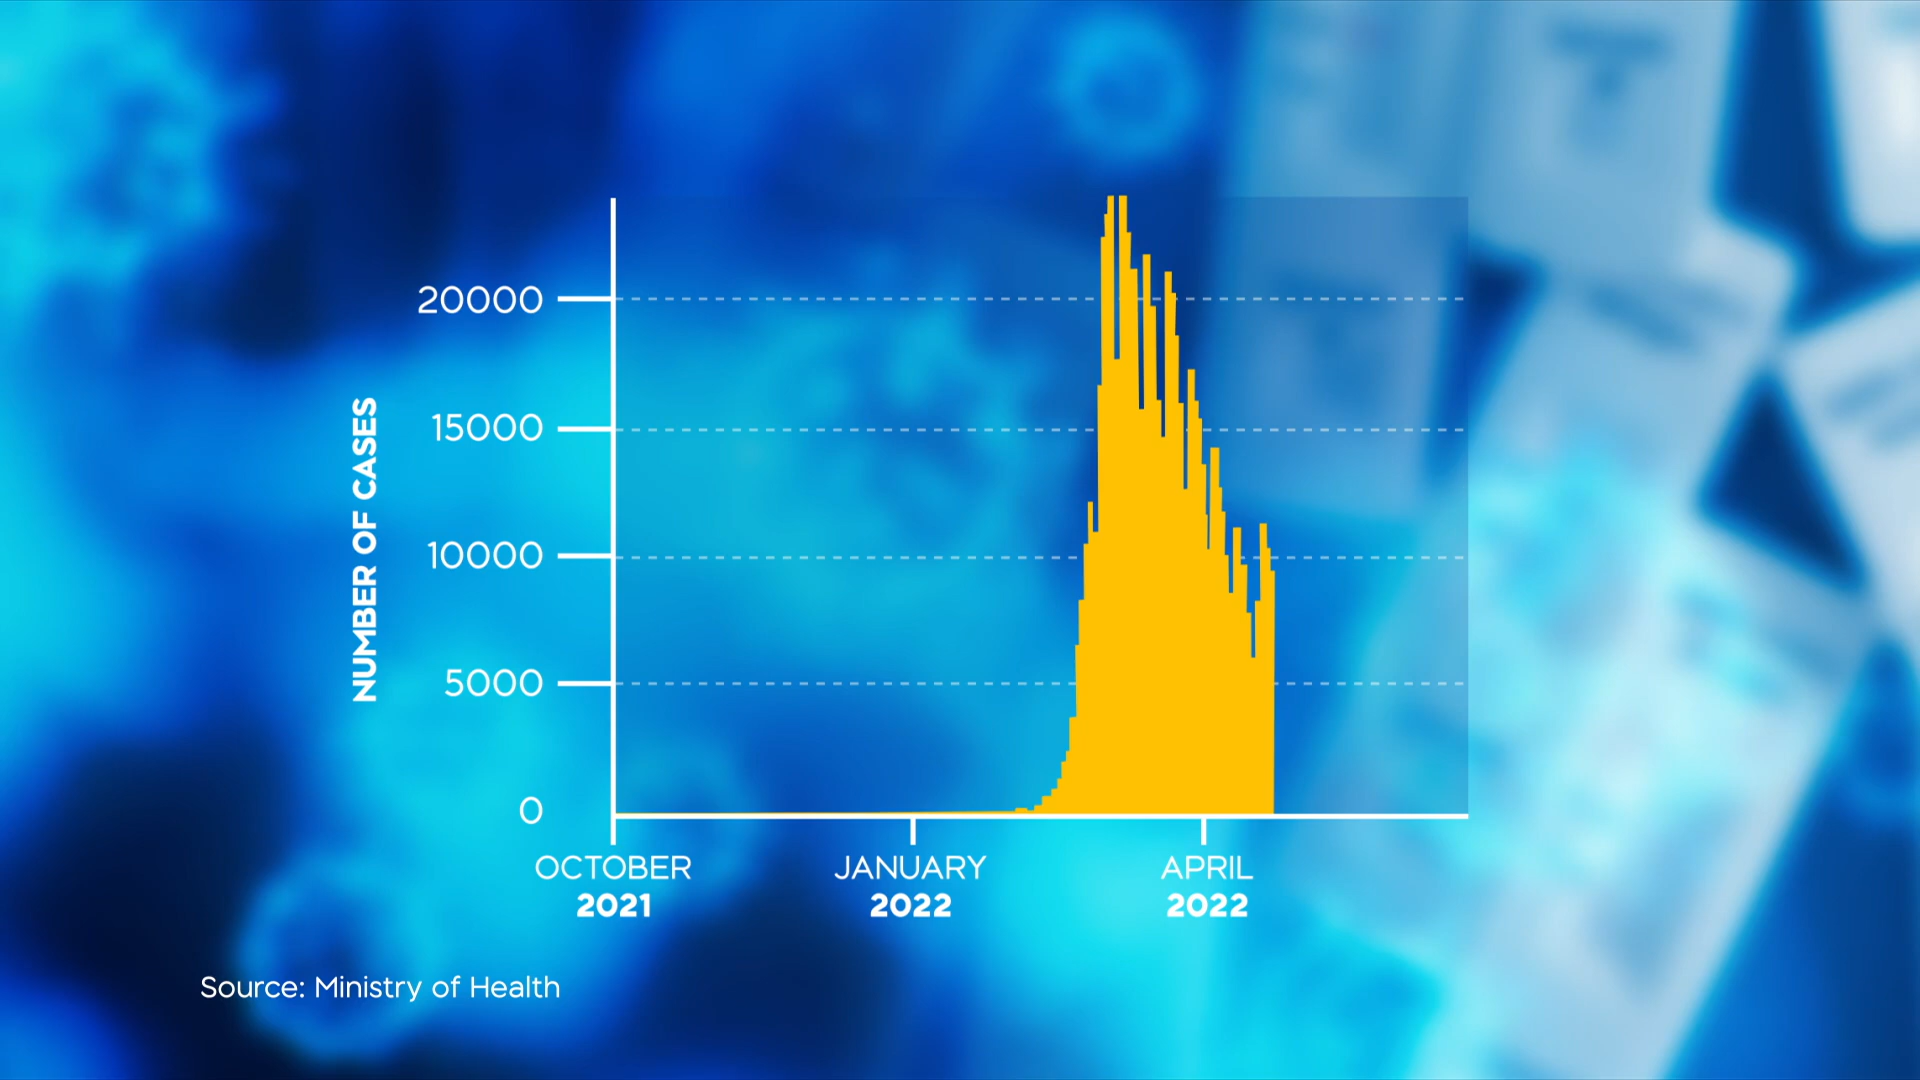 NUMBER OF CASES
20000
15000
10000
5000
0
OCTOBER
2021
JANUARY
2022
APRIL
2022
Source: Ministry of Health